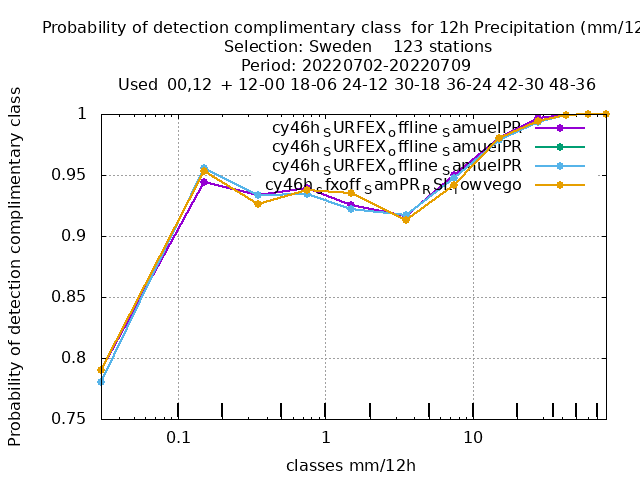 Probability of detection complimentary class  for 12h Precipitation (mm/12
Selection: Sweden    123 stations
Period: 20220702-20220709
Used  00,12  + 12-00 18-06 24-12 30-18 36-24 42-30 48-36
Probability of detection complimentary class
1
0.95
0.9
0.85
0.8
0.75
cy46h_SURFEX_offline_SamuelPR
cy46h_SURFEX_offline_SamuelPR
cy46h_SURFEX_offline_SamuelPR
cy46h_sfxoff_SamPR_RSI_lowvego
0.1
1
10
classes mm/12h